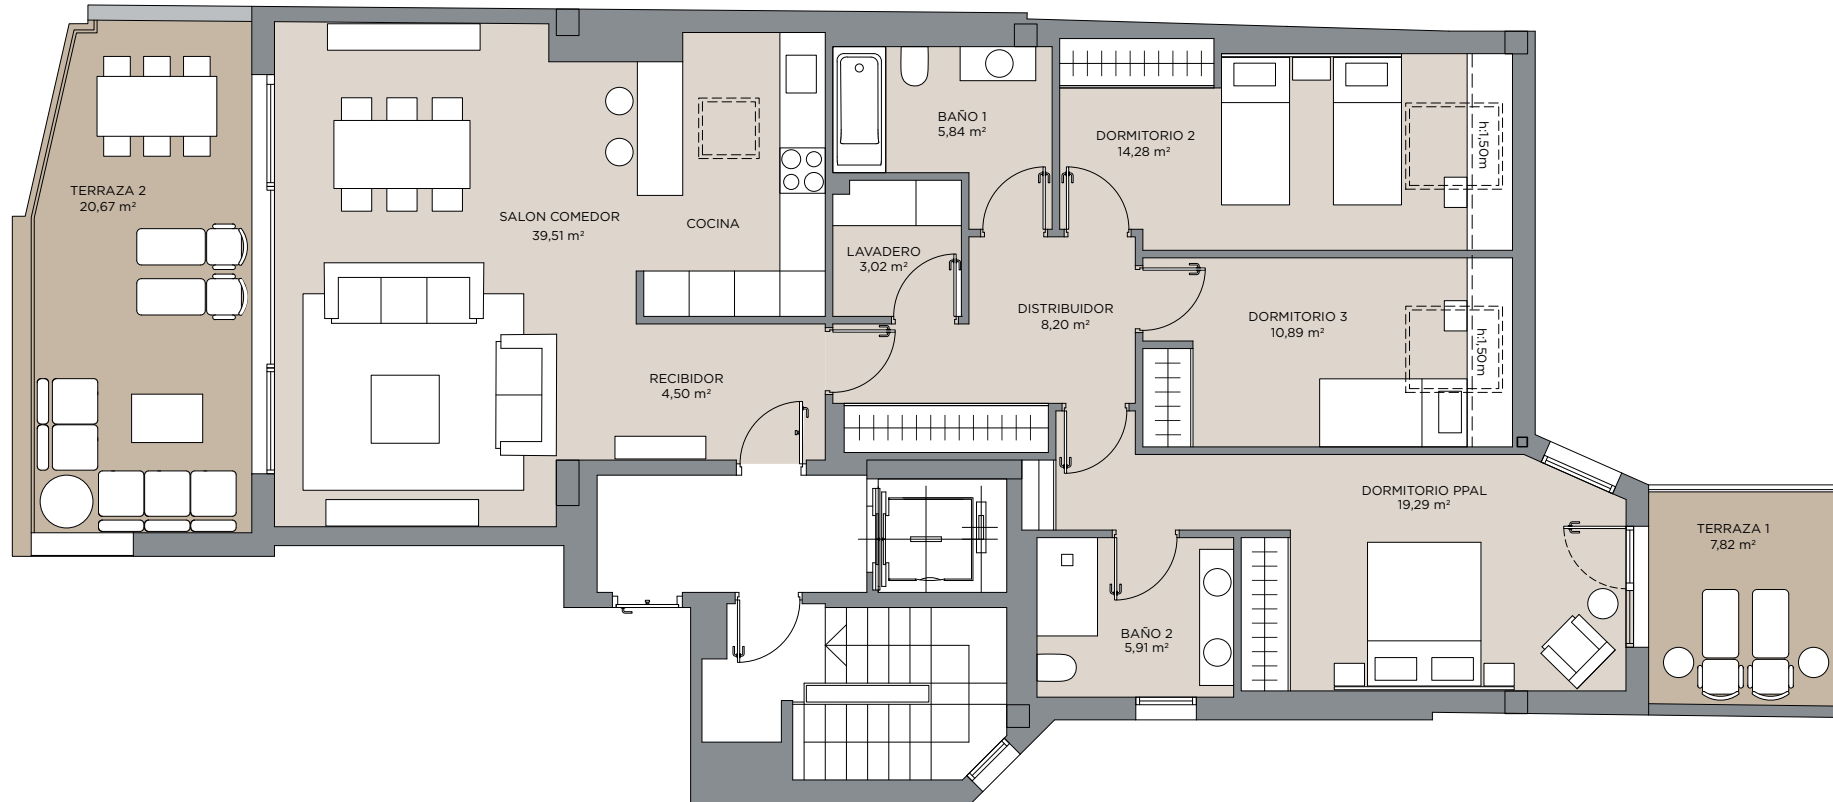 TERRAZA 2
20,67 m²
SALON COMEDOR
39,51 m²
COCINA
BAÑO 1
5,84 m²
LAVADERO
3,02 m²
DORMITORIO 2
14,28 m²
h:1,50m
DISTRIBUIDOR
8,20 m²
DORMITORIO 3
10,89 m²
h:1,50m
RECIBIDOR
4,50 m²
DORMITORIO PPAL
19,29 m²
TERRAZA 1
7,82 m²
BAÑO 2
5,91 m²